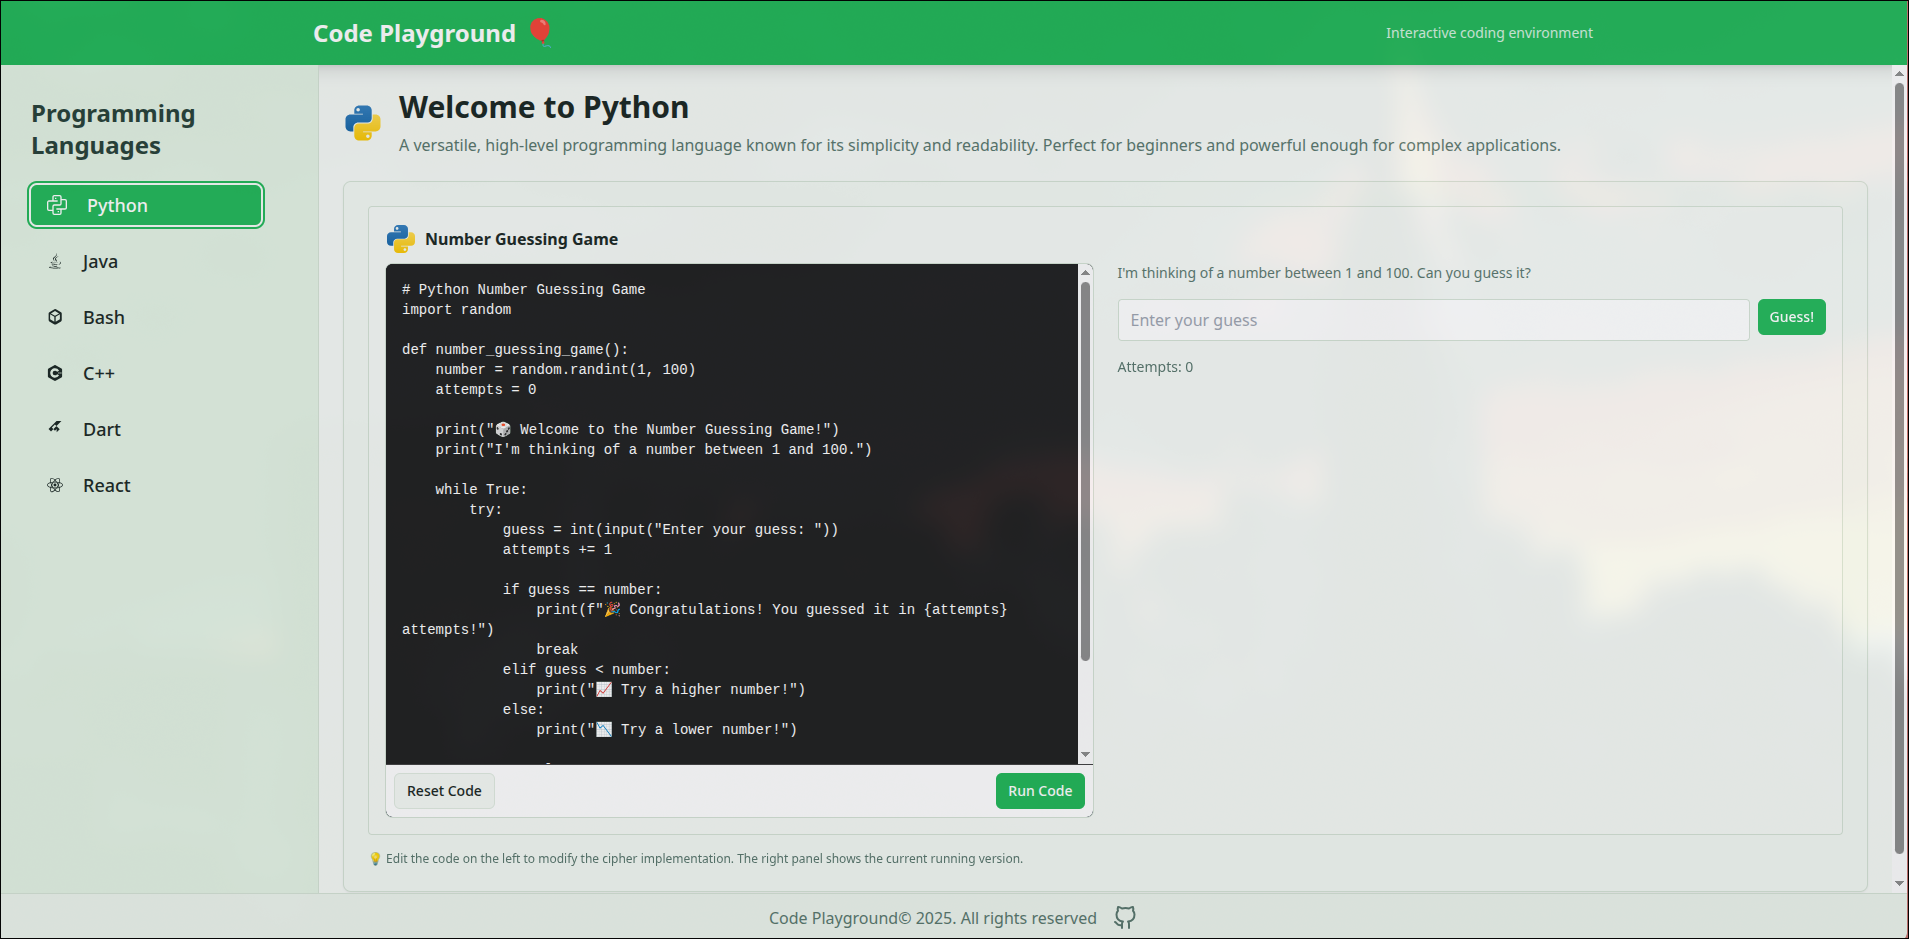 Code Playground 🎈
Interactive coding environment
Programming
Languages
Python
Java
Bash
C++
Dart
React
Welcome to Python
A versatile, high-level programming language known for its simplicity and readability. Perfect for beginners and powerful enough for complex applications.
Number Guessing Game
# Python Number Guessing Game
import random
def number_guessing_game():
    number = random.randint(1, 100)
    attempts = 0
    print("🎲 Welcome to the Number Guessing Game!")
    print("I'm thinking of a number between 1 and 100.")
    while True:
        try:
            guess = int(input("Enter your guess: "))
            attempts += 1
            if guess == number:
                print(f"🎉 Congratulations! You guessed it in {attempts}
attempts!")
                break
            elif guess < number:
                print("📈 Try a higher number!")
            else:
                print("📉 Try a lower number!")
Reset Code
Run Code
I'm thinking of a number between 1 and 100. Can you guess it?
Enter your guess
Guess!
Attempts: 0
💡 Edit the code on the left to modify the cipher implementation. The right panel shows the current running version.
Code Playground© 2025. All rights reserved